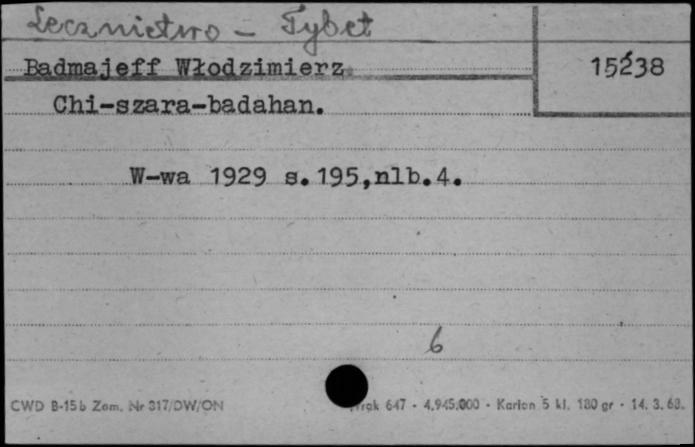 Lecznictwo - Tybet
Badmajeff Włodzimierz
15238
Chi-szara-badahan.
W-wa 1929 s.195,nlb.4.
6
CWD B-15b Zam. Nr 317/DW/ON
647 - 4.945.000 - Karton 5 kl. 180 gr - 14. 3. 63.